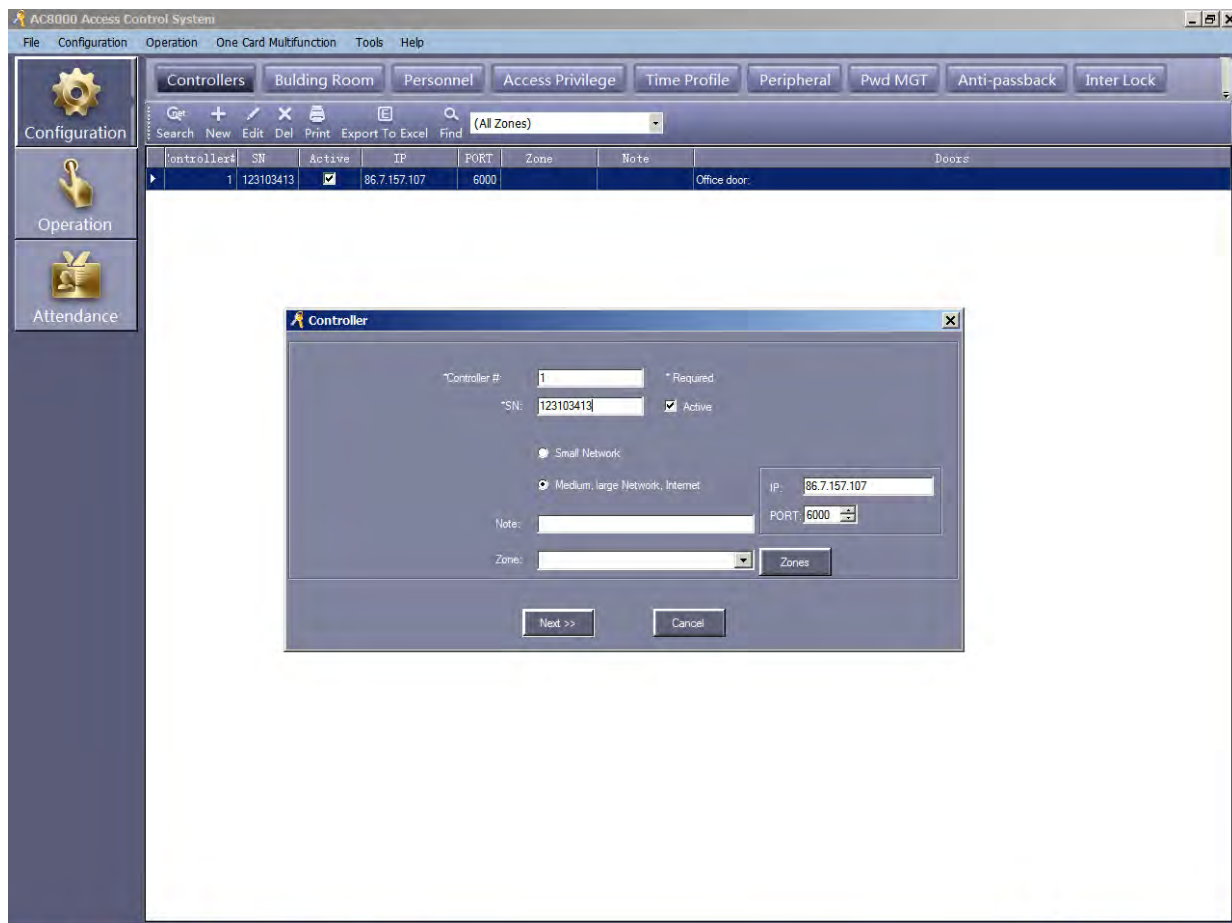 AC8000 Access Control System
File Configuration Operation One Card Multifunction Tools Help
Controllers Bulding Room Personnel Access Privilege Time Profile Peripheral Pwd MGT Anti-passback Inter Lock
Configuration
Get
E
Search New Edit Del Print Export To Excel Find (All Zones)
ontroller# SN Active IP PORT Zone Note Doors
1 123103413 86.7.157.107 6000 Office door:
Operation
Attendance
Controller
*Controller #: 1 * Required
*SN: 123103413 Active
Small Network
Medium, large Network, Internet
IP: 86.7.157.107
Note:
PORT: 6000
Zone: Zones
Next >> Cancel